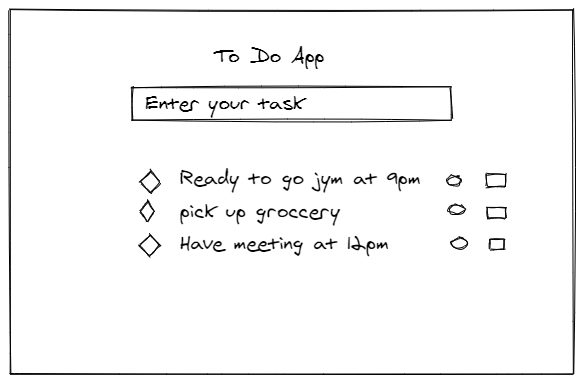 To Do App
Enter your task
Ready to go jym at 9pm
pick up groccery
Have meeting at 12pm